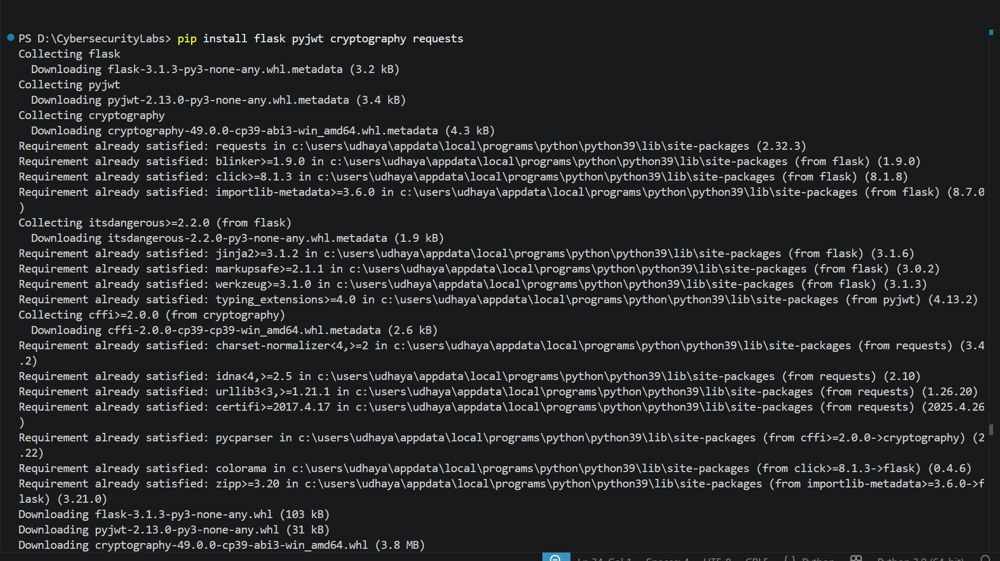 PS D:\CybersecurityLabs> pip install flask pyjwt cryptography requests
Collecting flask
  Downloading flask-3.1.3-py3-none-any.whl.metadata (3.2 kB)
Collecting pyjwt
  Downloading pyjwt-2.13.0-py3-none-any.whl.metadata (3.4 kB)
Collecting cryptography
  Downloading cryptography-49.0.0-cp39-abi3-win_amd64.whl.metadata (4.3 kB)
Requirement already satisfied: requests in c:\users\udhaya\appdata\local\programs\python\python39\lib\site-packages (2.32.3)
Requirement already satisfied: blinker>=1.9.0 in c:\users\udhaya\appdata\local\programs\python\python39\lib\site-packages (from flask) (1.9.0)
Requirement already satisfied: click>=8.1.3 in c:\users\udhaya\appdata\local\programs\python\python39\lib\site-packages (from flask) (8.1.8)
Requirement already satisfied: importlib-metadata>=3.6.0 in c:\users\udhaya\appdata\local\programs\python\python39\lib\site-packages (from flask) (8.7.0
)
Collecting itsdangerous>=2.2.0 (from flask)
  Downloading itsdangerous-2.2.0-py3-none-any.whl.metadata (1.9 kB)
Requirement already satisfied: jinja2>=3.1.2 in c:\users\udhaya\appdata\local\programs\python\python39\lib\site-packages (from flask) (3.1.6)
Requirement already satisfied: markupsafe>=2.1.1 in c:\users\udhaya\appdata\local\programs\python\python39\lib\site-packages (from flask) (3.0.2)
Requirement already satisfied: werkzeug>=3.1.0 in c:\users\udhaya\appdata\local\programs\python\python39\lib\site-packages (from flask) (3.1.3)
Requirement already satisfied: typing_extensions>=4.0 in c:\users\udhaya\appdata\local\programs\python\python39\lib\site-packages (from pyjwt) (4.13.2)
Collecting cffi>=2.0.0 (from cryptography)
  Downloading cffi-2.0.0-cp39-cp39-win_amd64.whl.metadata (2.6 kB)
Requirement already satisfied: charset-normalizer<4,>=2 in c:\users\udhaya\appdata\local\programs\python\python39\lib\site-packages (from requests) (3.4
.2)
Requirement already satisfied: idna<4,>=2.5 in c:\users\udhaya\appdata\local\programs\python\python39\lib\site-packages (from requests) (2.10)
Requirement already satisfied: urllib3<3,>=1.21.1 in c:\users\udhaya\appdata\local\programs\python\python39\lib\site-packages (from requests) (1.26.20)
Requirement already satisfied: certifi>=2017.4.17 in c:\users\udhaya\appdata\local\programs\python\python39\lib\site-packages (from requests) (2025.4.26
)
Requirement already satisfied: pycparser in c:\users\udhaya\appdata\local\programs\python\python39\lib\site-packages (from cffi>=2.0.0->cryptography) (2
.22)
Requirement already satisfied: colorama in c:\users\udhaya\appdata\local\programs\python\python39\lib\site-packages (from click>=8.1.3->flask) (0.4.6)
Requirement already satisfied: zipp>=3.20 in c:\users\udhaya\appdata\local\programs\python\python39\lib\site-packages (from importlib-metadata>=3.6.0->f
lask) (3.21.0)
Downloading flask-3.1.3-py3-none-any.whl (103 kB)
Downloading pyjwt-2.13.0-py3-none-any.whl (31 kB)
Downloading cryptography-49.0.0-cp39-abi3-win_amd64.whl (3.8 MB)